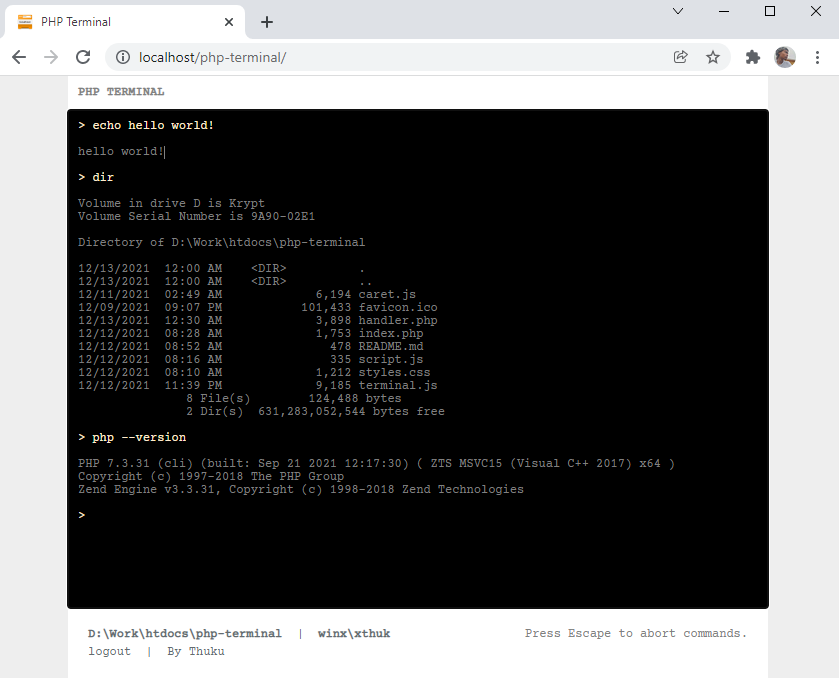 PHP Terminal
localhost/php-terminal/
PHP TERMINAL
> echo hello world!
hello world!
> dir
Volume in drive D is Krypt
Volume Serial Number is 9A90-02E1
Directory of D:\Work\htdocs\php-terminal
12/13/2021  12:00 AM    <DIR>          .
12/13/2021  12:00 AM    <DIR>          ..
12/11/2021  02:49 AM             6,194 caret.js
12/09/2021  09:07 PM           101,433 favicon.ico
12/13/2021  12:30 AM             3,898 handler.php
12/12/2021  08:28 AM             1,753 index.php
12/12/2021  08:52 AM               478 README.md
12/12/2021  08:16 AM               335 script.js
12/12/2021  08:10 AM             1,212 styles.css
12/12/2021  11:39 PM             9,185 terminal.js
               8 File(s)        124,488 bytes
               2 Dir(s)  631,283,052,544 bytes free
> php --version
PHP 7.3.31 (cli) (built: Sep 21 2021 12:17:30) ( ZTS MSVC15 (Visual C++ 2017) x64 )
Copyright (c) 1997-2018 The PHP Group
Zend Engine v3.3.31, Copyright (c) 1998-2018 Zend Technologies
>
D:\Work\htdocs\php-terminal  |  winx\xthuk  Press Escape to abort commands.
logout  |  By Thuku